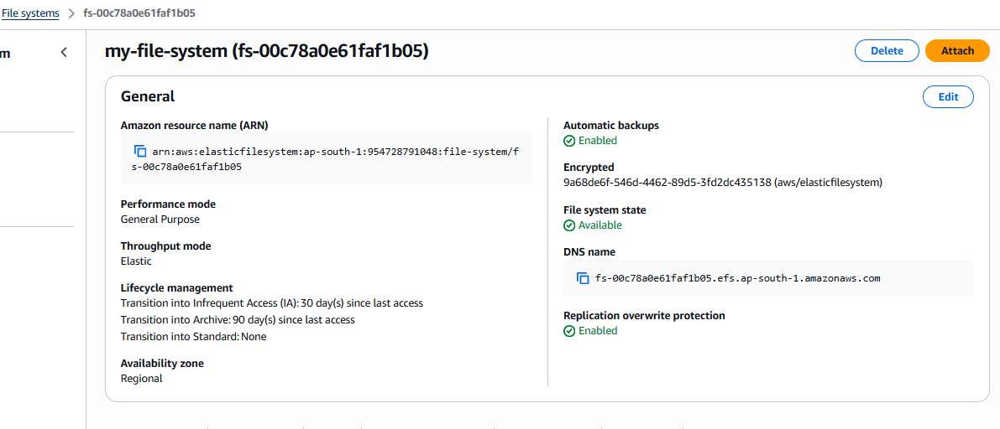 File systems > fs-00c78a0e61faf1b05
m
my-file-system (fs-00c78a0e61faf1b05)
Delete
Attach
General
Edit
Amazon resource name (ARN)
arn:aws:elasticfilesystem:ap-south-1:954728791048:file-system/f
s-00c78a0e61faf1b05
Performance mode
General Purpose
Throughput mode
Elastic
Lifecycle management
Transition into Infrequent Access (IA): 30 day(s) since last access
Transition into Archive: 90 day(s) since last access
Transition into Standard: None
Availability zone
Regional
Automatic backups
Enabled
Encrypted
9a68de6f-546d-4462-89d5-3fd2dc435138 (aws/elasticfilesystem)
File system state
Available
DNS name
fs-00c78a0e61faf1b05.efs.ap-south-1.amazonaws.com
Replication overwrite protection
Enabled